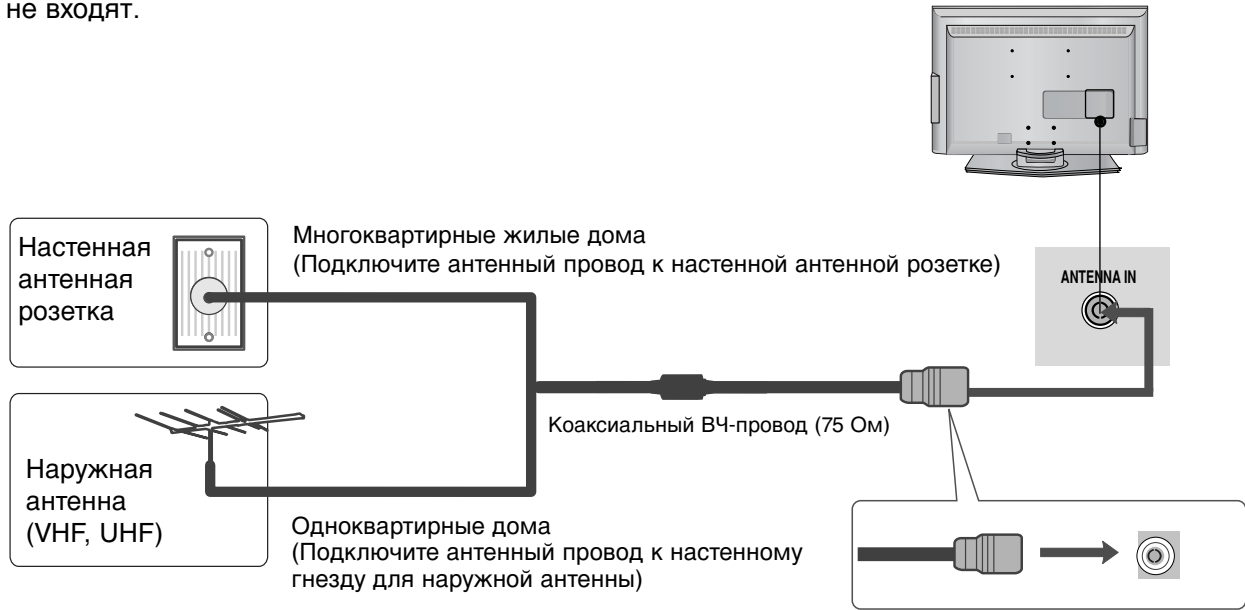 не входят.
Настенная
антенная
розетка
Многоквартирные жилые дома
(Подключите антенный провод к настенной антенной розетке)
ANTENNA IN
Коаксиальный ВЧ-провод (75 Ом)
Наружная
антенна
(VHF, UHF)
Одноквартирные дома
(Подключите антенный провод к настенному
гнезду для наружной антенны)